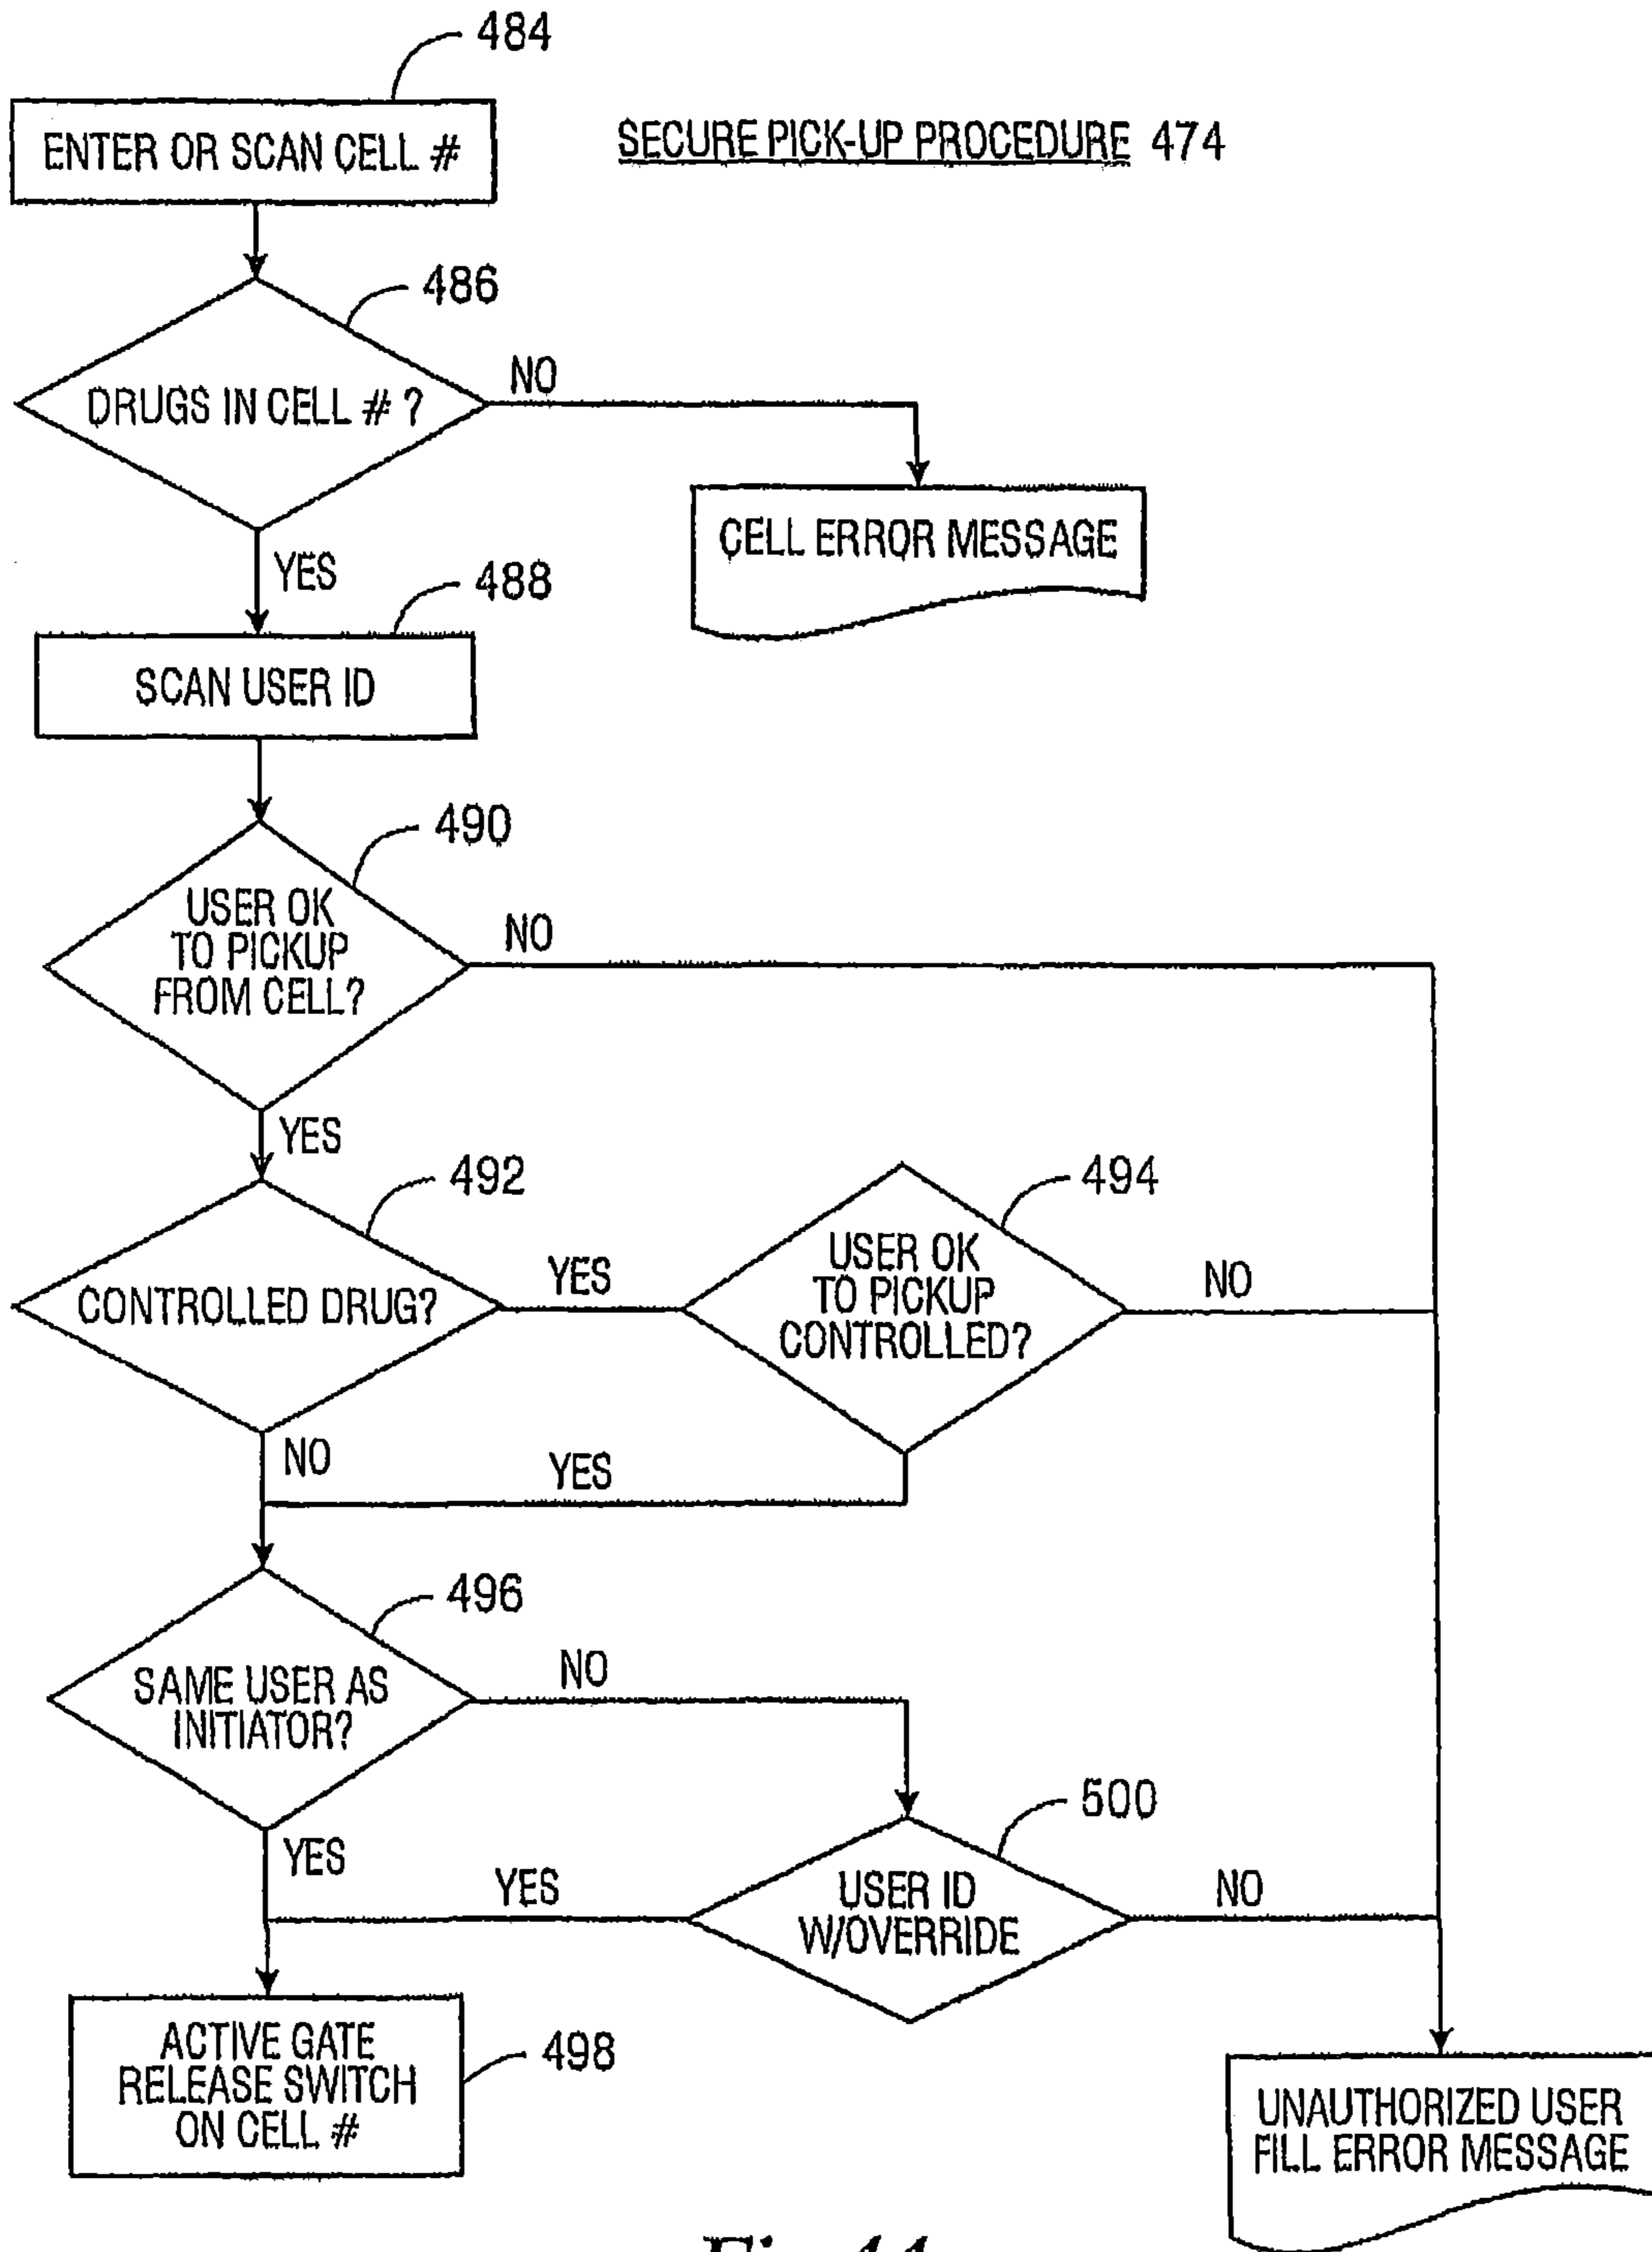 484
ENTER OR SCAN CELL #
SECURE PICK-UP PROCEDURE 474
486
DRUGS IN CELL # ?
NO
CELL ERROR MESSAGE
YES
488
SCAN USER ID
490
USER OK
TO PICKUP
FROM CELL?
NO
YES
492
CONTROLLED DRUG?
YES
494
USER OK
TO PICKUP
CONTROLLED?
NO
NO
YES
496
SAME USER AS
INITIATOR?
NO
YES
500
USER ID
W/OVERRIDE
YES
NO
ACTIVE GATE
RELEASE SWITCH
ON CELL #
498
UNAUTHORIZED USER
FILL ERROR MESSAGE